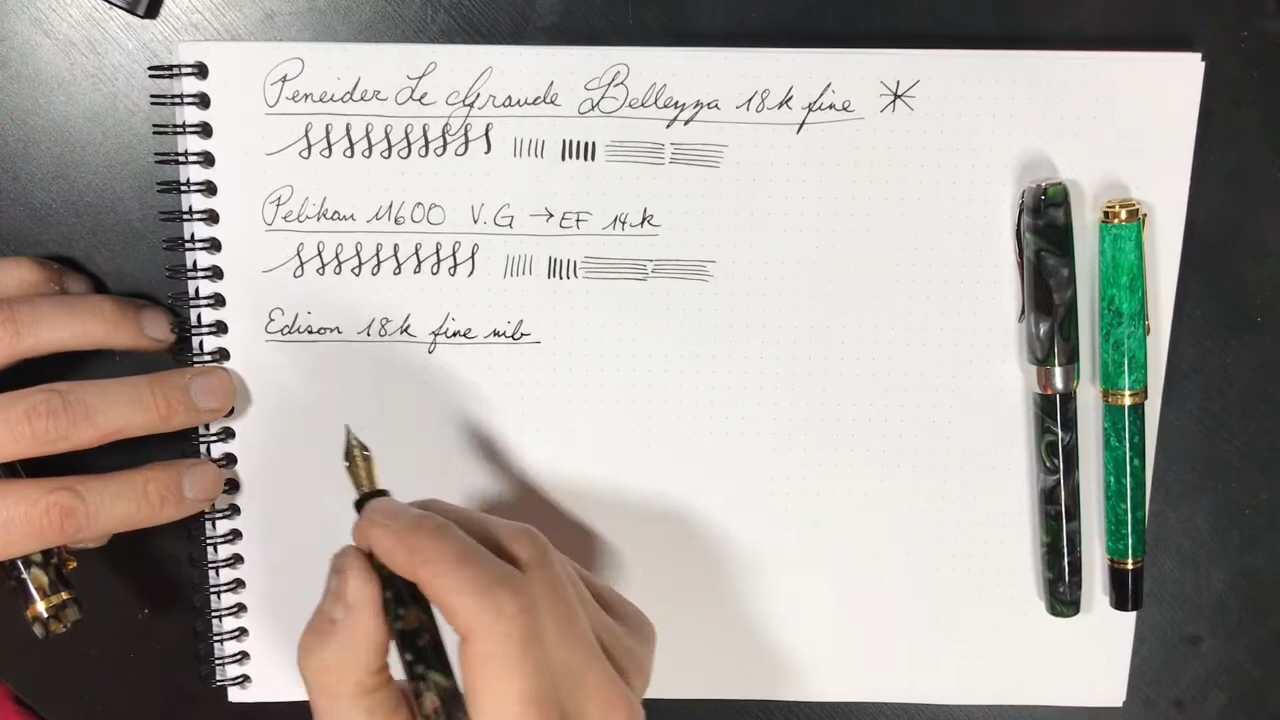 Peneider Le Grande Bellezza 18k fine
Pelikan M600 V.G → EF 14k
Edison 18k fine nib